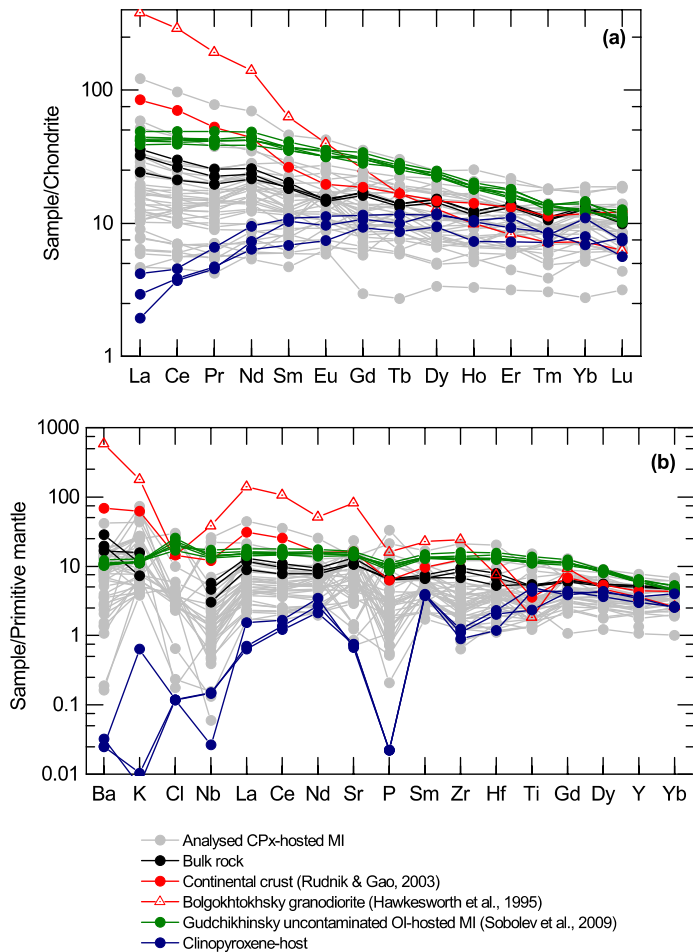 (a)
100
10
1
Sample/Chondrite
La Ce Pr Nd Sm Eu Gd Tb Dy Ho Er Tm Yb Lu
(b)
1000
100
10
1
0.1
0.01
Sample/Primitive mantle
Ba K Cl Nb La Ce Nd Sr P Sm Zr Hf Ti Gd Dy Y Yb
Analysed CPx-hosted MI
Bulk rock
Continental crust (Rudnik & Gao, 2003)
Bolgokhtokhsky granodiorite (Hawkesworth et al., 1995)
Gudchikhinsky uncontaminated Ol-hosted MI (Sobolev et al., 2009)
Clinopyroxene-host